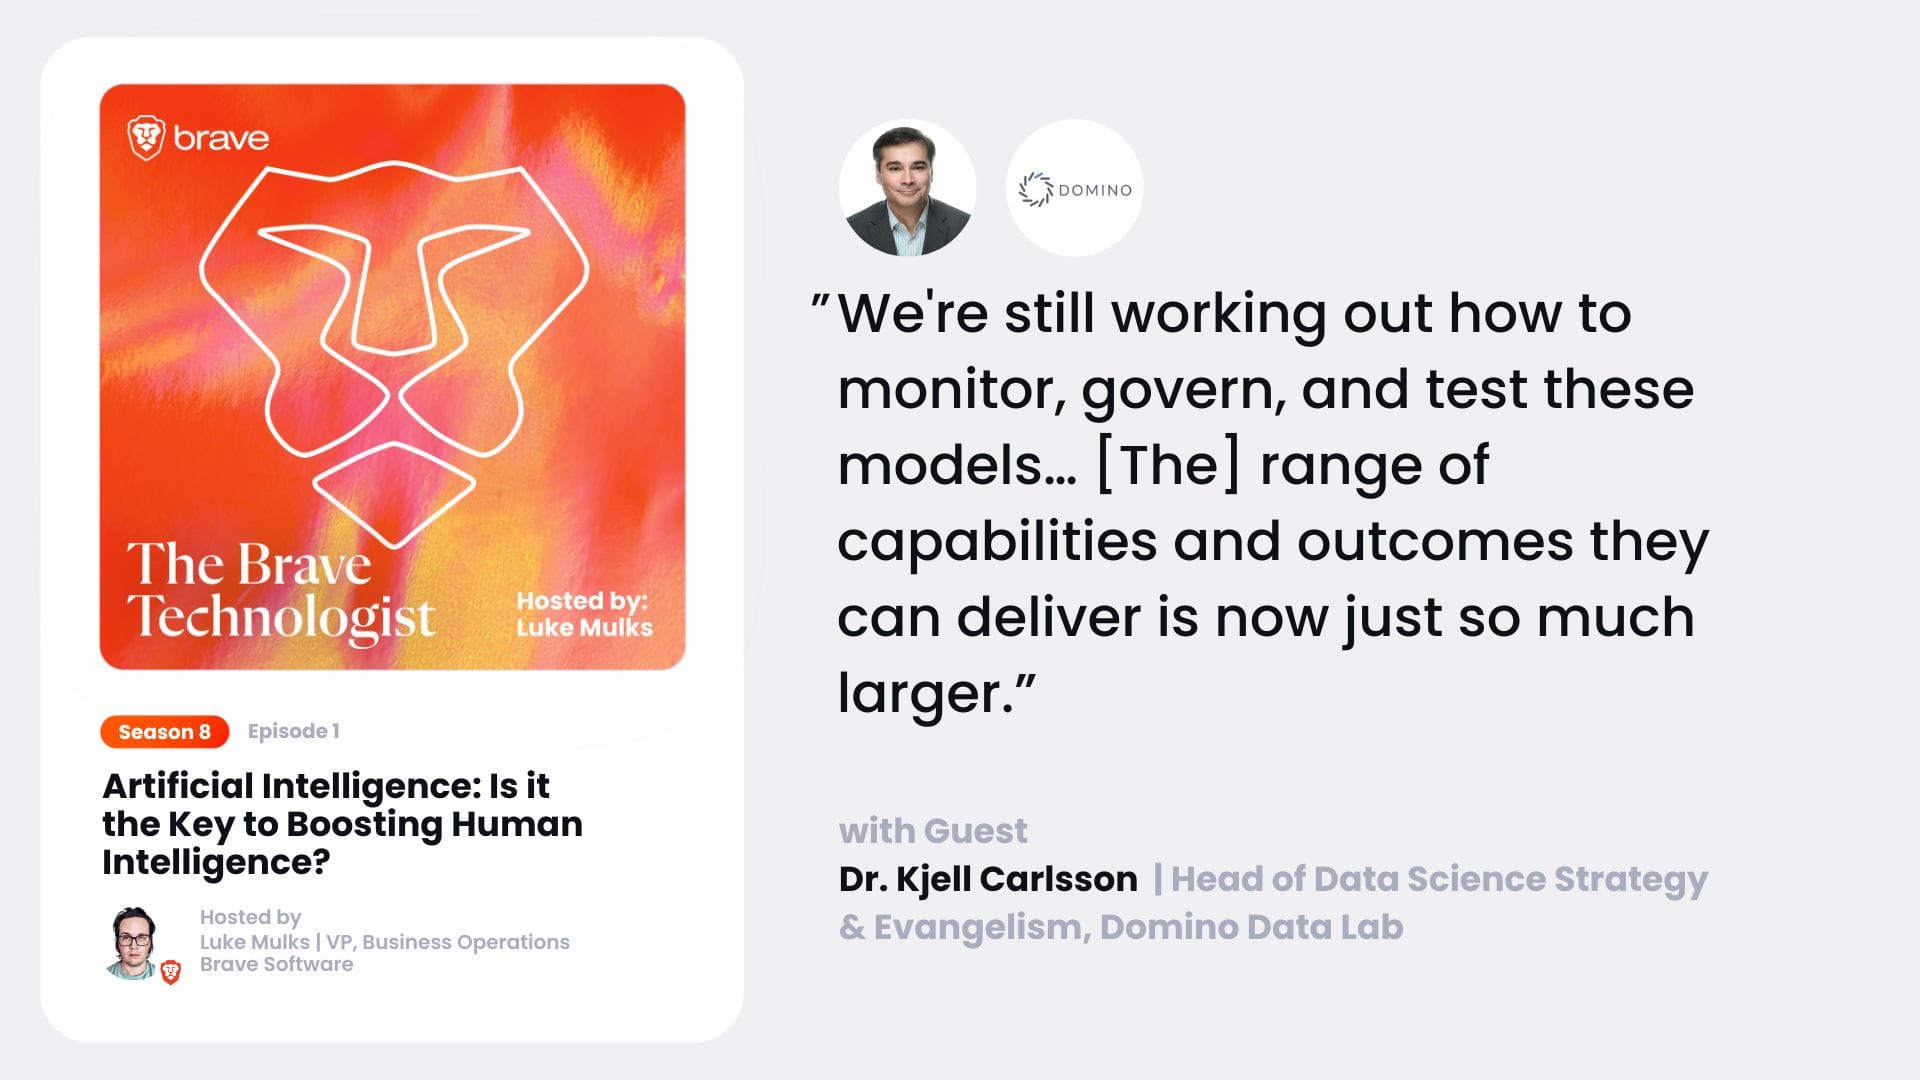 brave
The Brave
Technologist
Hosted by:
Luke Mulks
Season 8 Episode 1
Artificial Intelligence: Is it
the Key to Boosting Human
Intelligence?
Hosted by
Luke Mulks | VP, Business Operations
Brave Software
DOMINO
”We're still working out how to
monitor, govern, and test these
models... [The] range of
capabilities and outcomes they
can deliver is now just so much
larger.”
with Guest
Dr. Kjell Carlsson | Head of Data Science Strategy
& Evangelism, Domino Data Lab